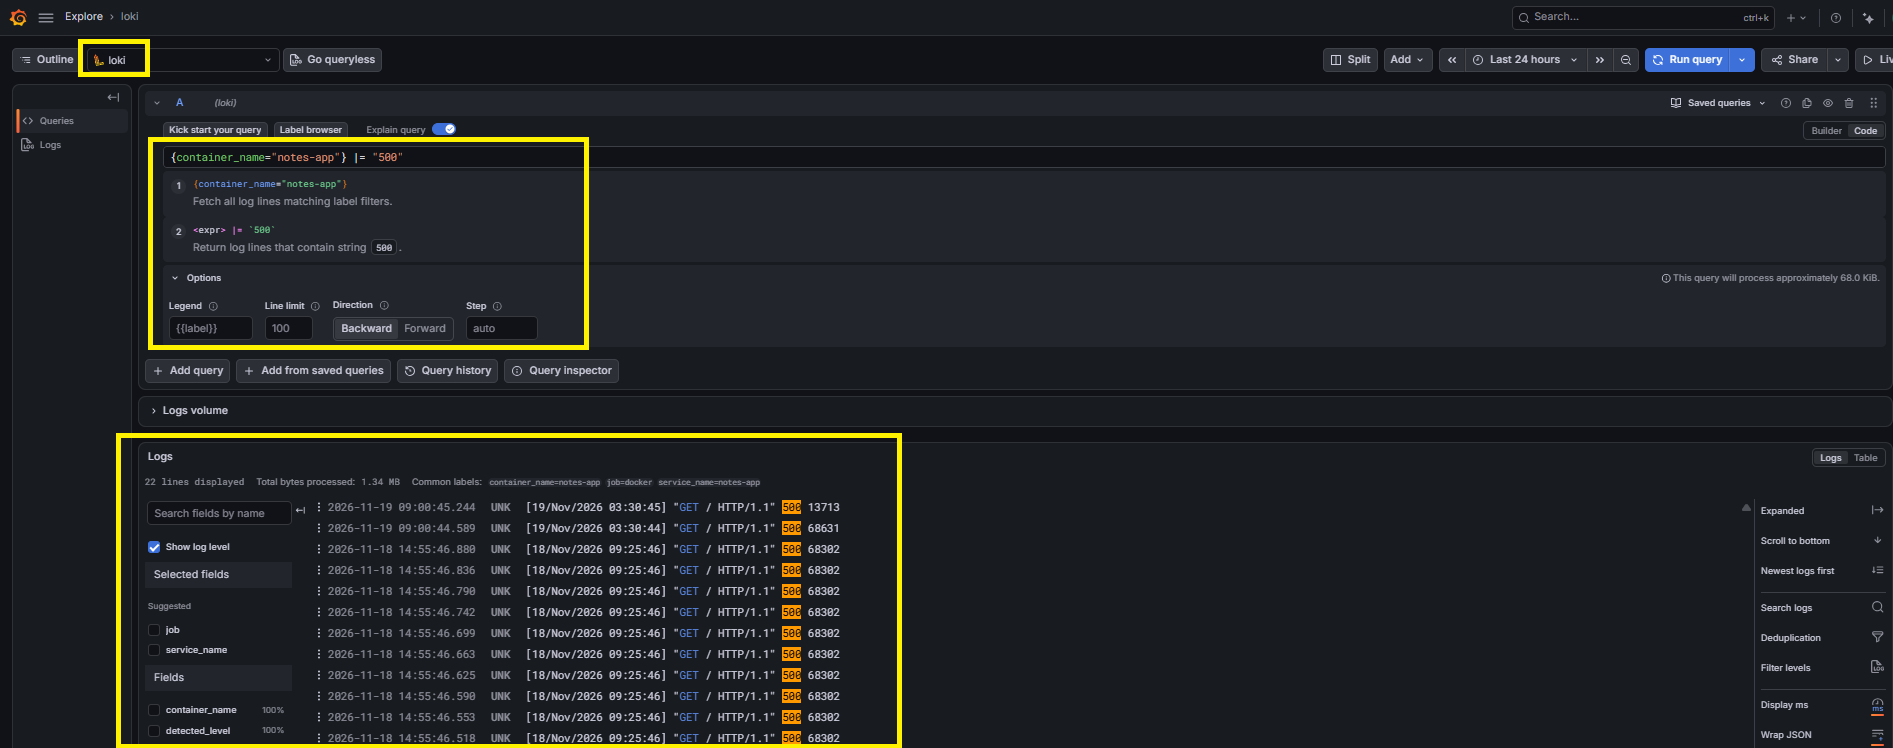 Explore › loki
Search... ctrl+k
Outline loki Go queryless Split Add Last 24 hours Run query Share Liv
Queries
Logs
A (loki) Saved queries
Kick start your query Label browser Explain query Builder Code
{container_name="notes-app"} |= "500"
1 {container_name="notes-app"}
Fetch all log lines matching label filters.
2 <expr> |= `500`
Return log lines that contain string 500 .
Options This query will process approximately 68.0 KiB.
Legend Line limit Direction Step
{{label}} 100 Backward Forward auto
+ Add query + Add from saved queries Query history Query inspector
Logs volume
Logs Logs Table
22 lines displayed Total bytes processed: 1.34 MB Common labels: container_name=notes-app job=docker service_name=notes-app
Search fields by name
Show log level
Selected fields
Suggested
job
service_name
Fields
container_name 100%
detected_level 100%
2026-11-19 09:00:45.244 UNK [19/Nov/2026 03:30:45] "GET / HTTP/1.1" 500 13713
2026-11-19 09:00:44.589 UNK [19/Nov/2026 03:30:44] "GET / HTTP/1.1" 500 68631
2026-11-18 14:55:46.880 UNK [18/Nov/2026 09:25:46] "GET / HTTP/1.1" 500 68302
2026-11-18 14:55:46.836 UNK [18/Nov/2026 09:25:46] "GET / HTTP/1.1" 500 68302
2026-11-18 14:55:46.790 UNK [18/Nov/2026 09:25:46] "GET / HTTP/1.1" 500 68302
2026-11-18 14:55:46.742 UNK [18/Nov/2026 09:25:46] "GET / HTTP/1.1" 500 68302
2026-11-18 14:55:46.699 UNK [18/Nov/2026 09:25:46] "GET / HTTP/1.1" 500 68302
2026-11-18 14:55:46.663 UNK [18/Nov/2026 09:25:46] "GET / HTTP/1.1" 500 68302
2026-11-18 14:55:46.625 UNK [18/Nov/2026 09:25:46] "GET / HTTP/1.1" 500 68302
2026-11-18 14:55:46.590 UNK [18/Nov/2026 09:25:46] "GET / HTTP/1.1" 500 68302
2026-11-18 14:55:46.553 UNK [18/Nov/2026 09:25:46] "GET / HTTP/1.1" 500 68302
2026-11-18 14:55:46.518 UNK [18/Nov/2026 09:25:46] "GET / HTTP/1.1" 500 68302
Expanded
Scroll to bottom
Newest logs first
Search logs
Deduplication
Filter levels
Display ms
Wrap JSON